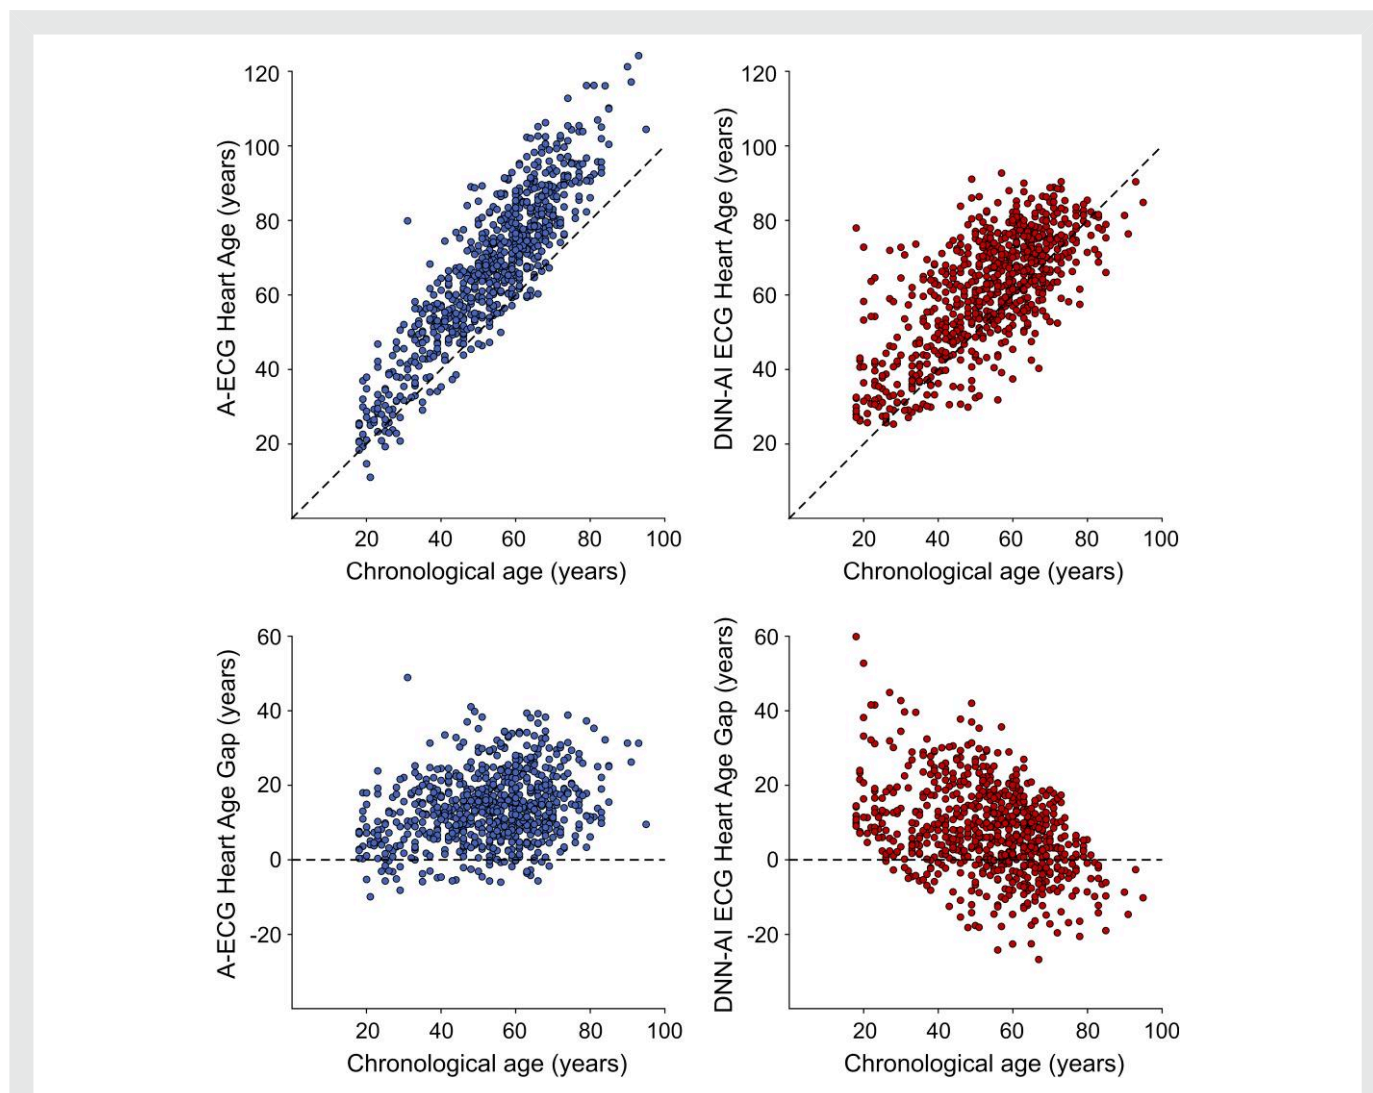 A-ECG Heart Age (years)
120
100
80
60
40
20
20 40 60 80 100
Chronological age (years)
DNN-AI ECG Heart Age (years)
120
100
80
60
40
20
20 40 60 80 100
Chronological age (years)
A-ECG Heart Age Gap (years)
60
40
20
0
-20
20 40 60 80 100
Chronological age (years)
DNN-AI ECG Heart Age Gap (years)
60
40
20
0
-20
20 40 60 80 100
Chronological age (years)